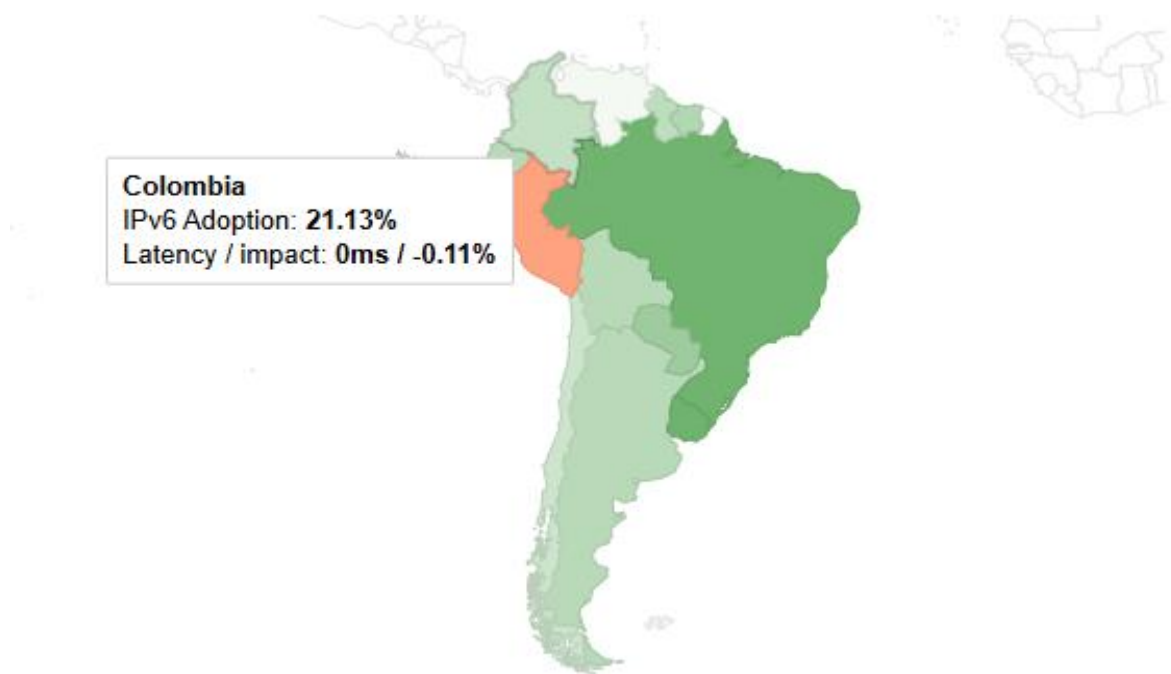 Colombia
IPv6 Adoption: 21.13%
Latency / impact: 0ms / -0.11%